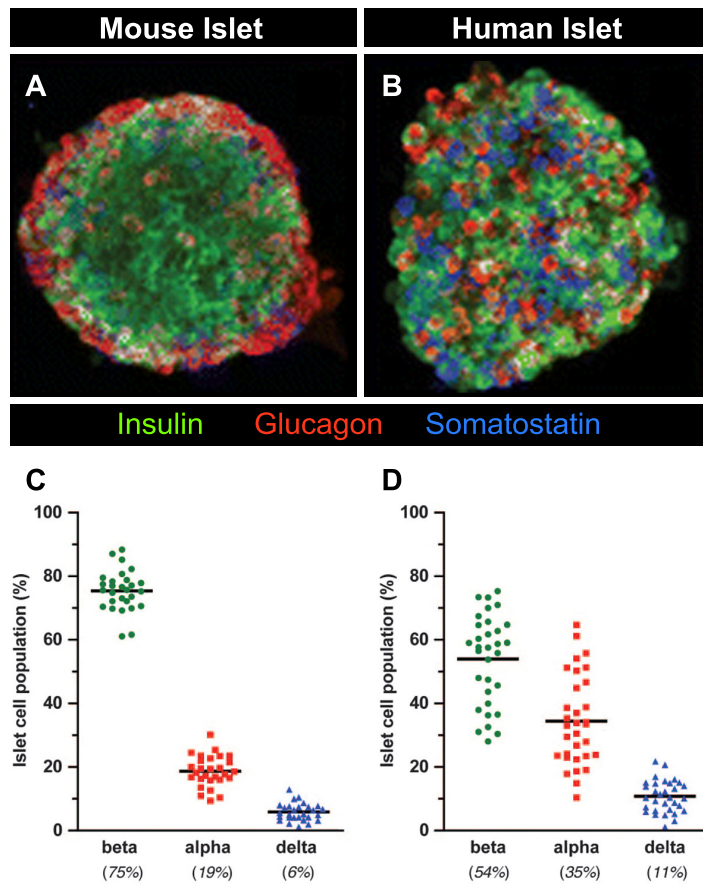 Mouse Islet
Human Islet
A
B
Insulin Glucagon Somatostatin
C
Islet cell population (%)
100
80
60
40
20
0
beta alpha delta
(75%) (19%) (6%)
D
Islet cell population (%)
100
80
60
40
20
0
beta alpha delta
(54%) (35%) (11%)